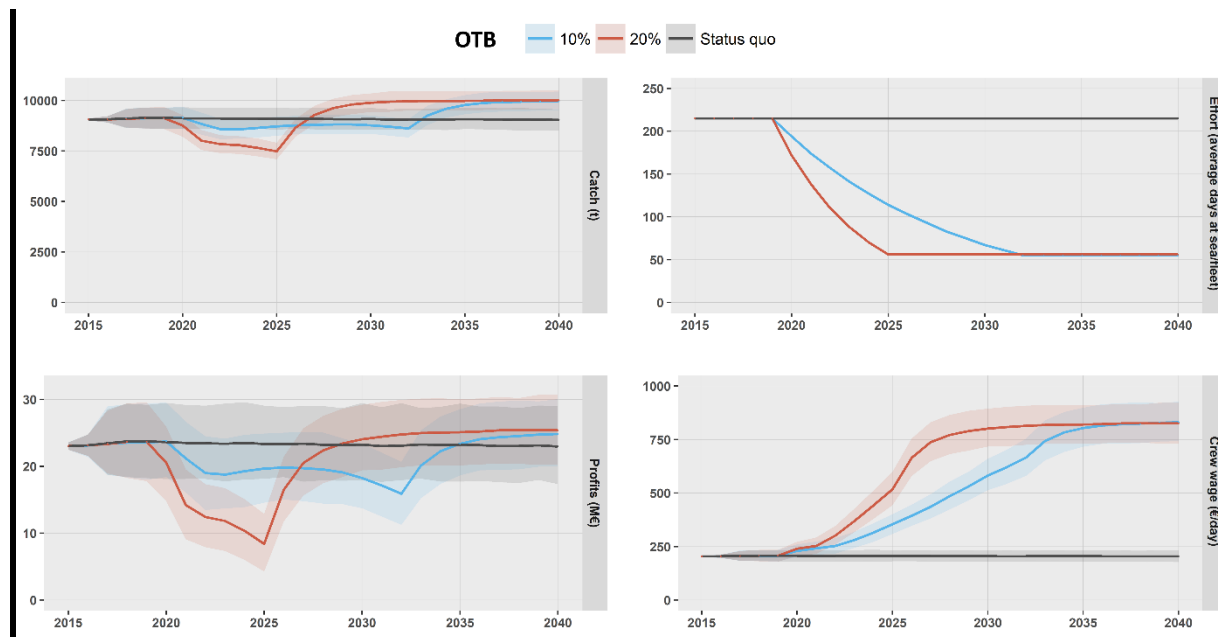 OTB 10% 20% Status quo
10000
7500
5000
2500
0
2015 2020 2025 2030 2035 2040
Catch (t)
250
200
150
100
50
0
2015 2020 2025 2030 2035 2040
Effort (average days at sea/fleet)
30
20
10
0
2015 2020 2025 2030 2035 2040
Profits (M€)
1000
750
500
250
0
2015 2020 2025 2030 2035 2040
Crew wage (€/day)